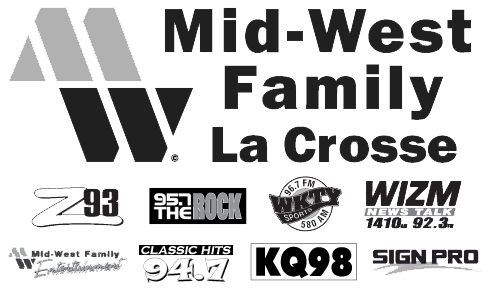 Mid-West
Family
La Crosse
©
Z93
95.7
THE ROCK
96.7 FM
WKTY
SPORTS
580 AM
WIZM
NEWS TALK
1410AM 92.3FM
Mid-West Family
Entertainment
CLASSIC HITS
94.7
KQ98
SIGN PRO